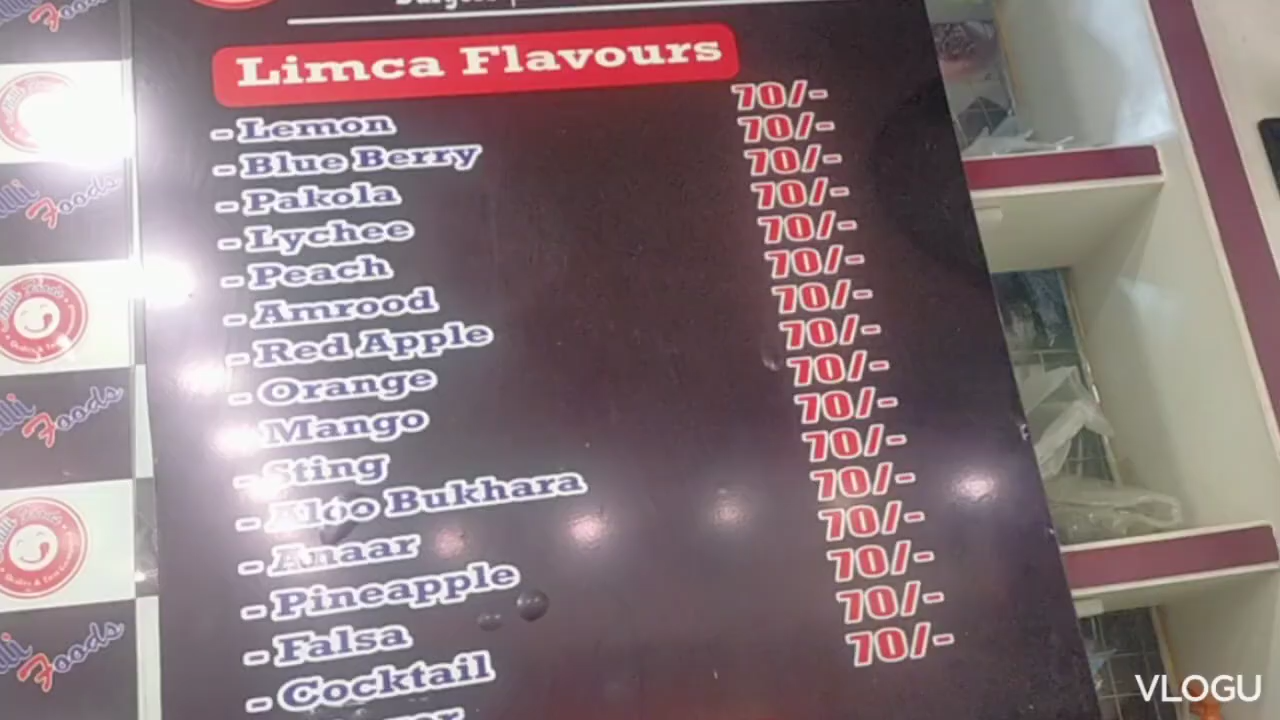 Limca Flavours
- Lemon 70/-
- Blue Berry 70/-
- Pakola 70/-
- Lychee 70/-
- Peach 70/-
- Amrood 70/-
- Red Apple 70/-
- Orange 70/-
- Mango 70/-
- Sting 70/-
- Aloo Bukhara 70/-
- Anaar 70/-
- Pineapple 70/-
- Falsa 70/-
- Cocktail 70/-
70/-
Foods
Foods
Foods
Foods
VLOGU